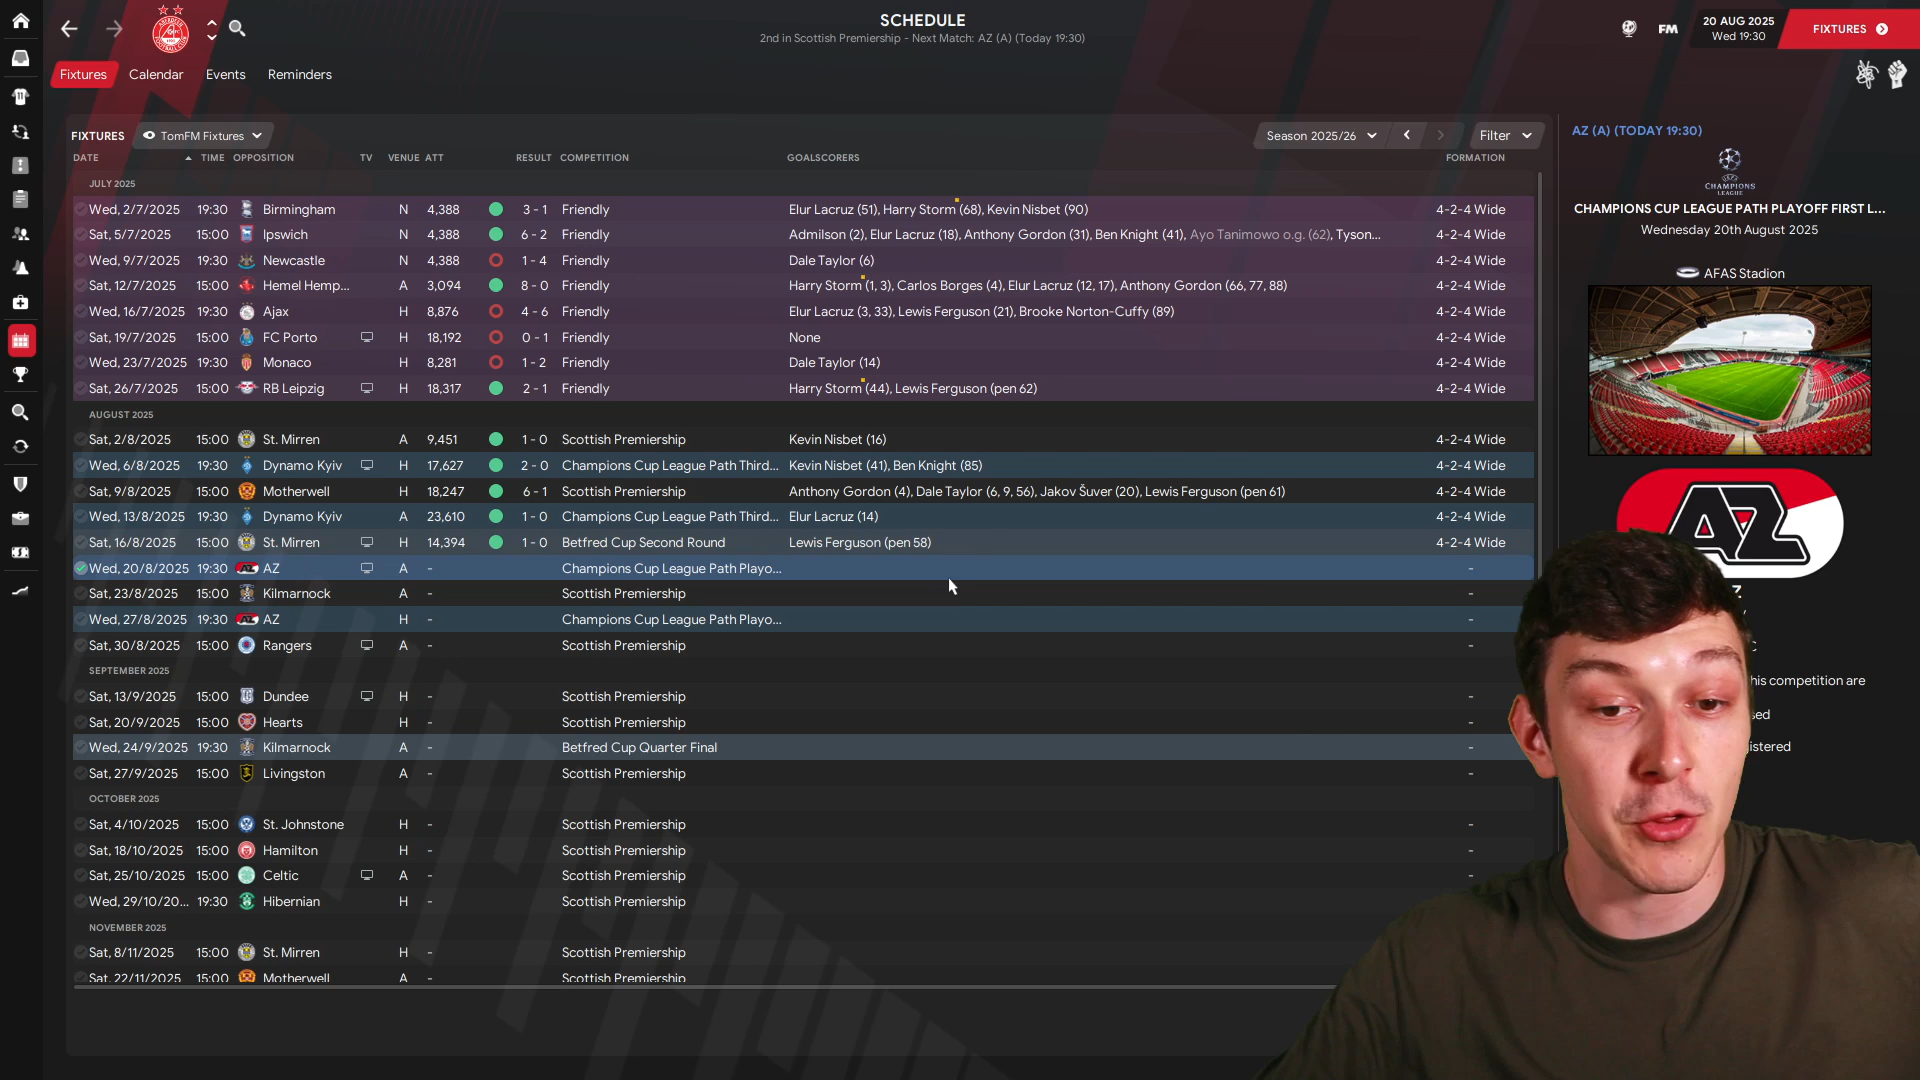 SCHEDULE
2nd in Scottish Premiership - Next Match: AZ (A) (Today 19:30)
FM
20 AUG 2025
Wed 19:30
FIXTURES
Fixtures Calendar Events Reminders
FIXTURES TomFM Fixtures Season 2025/26 Filter
DATE TIME OPPOSITION TV VENUE ATT RESULT COMPETITION GOALSCORERS FORMATION
JULY 2025
Wed, 2/7/2025 19:30 Birmingham N 4,388 3 - 1 Friendly Elur Lacruz (51), Harry Storm (68), Kevin Nisbet (90) 4-2-4 Wide
Sat, 5/7/2025 15:00 Ipswich N 4,388 6 - 2 Friendly Admilson (2), Elur Lacruz (18), Anthony Gordon (31), Ben Knight (41), Ayo Tanimowo o.g. (62), Tyson... 4-2-4 Wide
Wed, 9/7/2025 19:30 Newcastle N 4,388 1 - 4 Friendly Dale Taylor (6) 4-2-4 Wide
Sat, 12/7/2025 15:00 Hemel Hemp... A 3,094 8 - 0 Friendly Harry Storm (1, 3), Carlos Borges (4), Elur Lacruz (12, 17), Anthony Gordon (66, 77, 88) 4-2-4 Wide
Wed, 16/7/2025 19:30 Ajax H 8,876 4 - 6 Friendly Elur Lacruz (3, 33), Lewis Ferguson (21), Brooke Norton-Cuffy (89) 4-2-4 Wide
Sat, 19/7/2025 15:00 FC Porto H 18,192 0 - 1 Friendly None 4-2-4 Wide
Wed, 23/7/2025 19:30 Monaco H 8,281 1 - 2 Friendly Dale Taylor (14) 4-2-4 Wide
Sat, 26/7/2025 15:00 RB Leipzig H 18,317 2 - 1 Friendly Harry Storm (44), Lewis Ferguson (pen 62) 4-2-4 Wide
AUGUST 2025
Sat, 2/8/2025 15:00 St. Mirren A 9,451 1 - 0 Scottish Premiership Kevin Nisbet (16) 4-2-4 Wide
Wed, 6/8/2025 19:30 Dynamo Kyiv H 17,627 2 - 0 Champions Cup League Path Third... Kevin Nisbet (41), Ben Knight (85) 4-2-4 Wide
Sat, 9/8/2025 15:00 Motherwell H 18,247 6 - 1 Scottish Premiership Anthony Gordon (4), Dale Taylor (6, 9, 56), Jakov Šuver (20), Lewis Ferguson (pen 61) 4-2-4 Wide
Wed, 13/8/2025 19:30 Dynamo Kyiv A 23,610 1 - 0 Champions Cup League Path Third... Elur Lacruz (14) 4-2-4 Wide
Sat, 16/8/2025 15:00 St. Mirren H 14,394 1 - 0 Betfred Cup Second Round Lewis Ferguson (pen 58) 4-2-4 Wide
Wed, 20/8/2025 19:30 AZ A - Champions Cup League Path Playo... -
Sat, 23/8/2025 15:00 Kilmarnock A - Scottish Premiership -
Wed, 27/8/2025 19:30 AZ H - Champions Cup League Path Playo... -
Sat, 30/8/2025 15:00 Rangers A - Scottish Premiership -
SEPTEMBER 2025
Sat, 13/9/2025 15:00 Dundee H - Scottish Premiership -
Sat, 20/9/2025 15:00 Hearts H - Scottish Premiership -
Wed, 24/9/2025 19:30 Kilmarnock A - Betfred Cup Quarter Final -
Sat, 27/9/2025 15:00 Livingston A - Scottish Premiership -
OCTOBER 2025
Sat, 4/10/2025 15:00 St. Johnstone H - Scottish Premiership -
Sat, 18/10/2025 15:00 Hamilton H - Scottish Premiership -
Sat, 25/10/2025 15:00 Celtic A - Scottish Premiership -
Wed, 29/10/20... 19:30 Hibernian H - Scottish Premiership
NOVEMBER 2025
Sat, 8/11/2025 15:00 St. Mirren H - Scottish Premiership
Sat, 22/11/2025 15:00 Motherwell A - Scottish Premiership
AZ (A) (TODAY 19:30)
CHAMPIONS
LEAGUE
CHAMPIONS CUP LEAGUE PATH PLAYOFF FIRST L...
Wednesday 20th August 2025
AFAS Stadion
AZ
his competition are
sed
istered